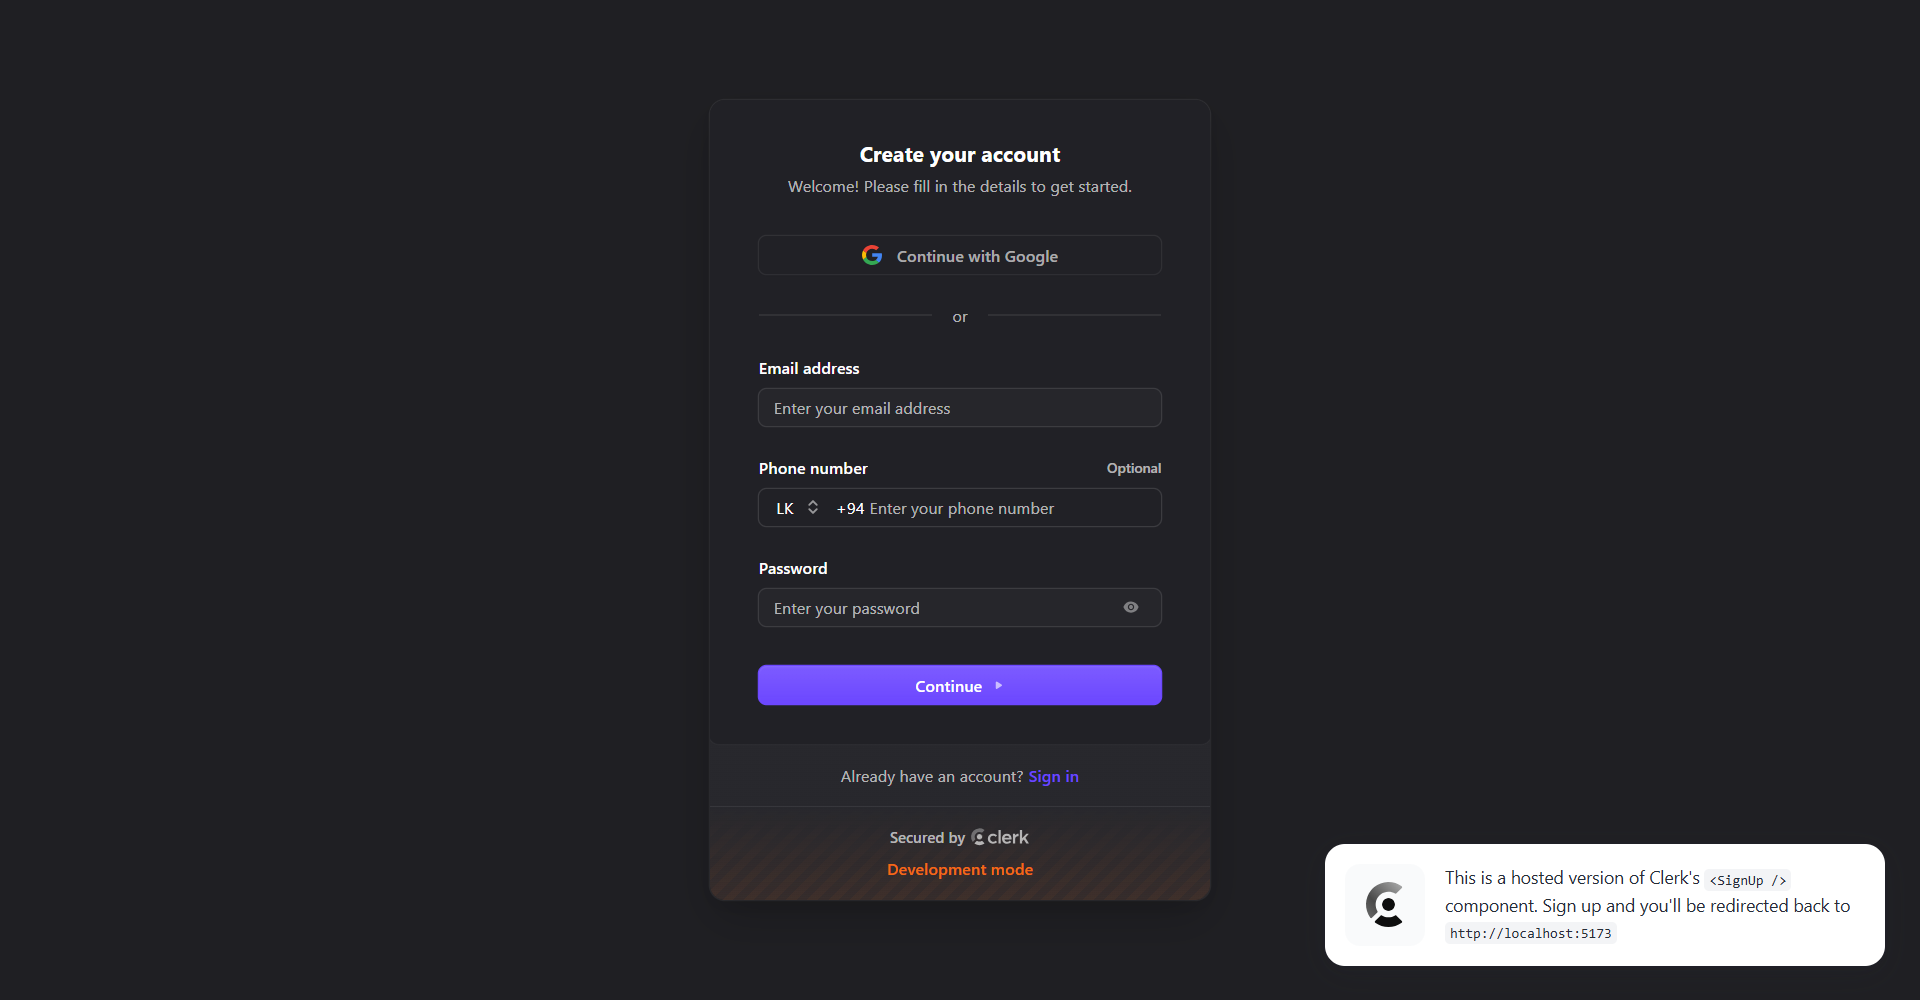 Create your account
Welcome! Please fill in the details to get started.
Continue with Google
or
Email address
Enter your email address
Phone number Optional
LK +94 Enter your phone number
Password
Enter your password
Continue
Already have an account? Sign in
Secured by clerk
Development mode
This is a hosted version of Clerk's <SignUp />
component. Sign up and you'll be redirected back to
http://localhost:5173